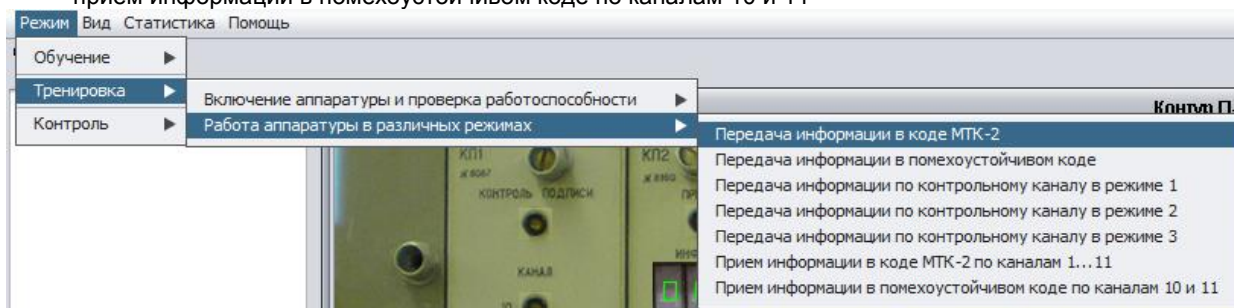 прием информации в помехоустойчивом коде по каналам 10 и 11
Режим Вид Статистика Помощь
Обучение
Тренировка
Контроль
Включение аппаратуры и проверка работоспособности
Работа аппаратуры в различных режимах
Контур П
Передача информации в коде МТК-2
Передача информации в помехоустойчивом коде
Передача информации по контрольному каналу в режиме 1
Передача информации по контрольному каналу в режиме 2
Передача информации по контрольному каналу в режиме 3
Прием информации в коде МТК-2 по каналам 1...11
Прием информации в помехоустойчивом коде по каналам 10 и 11
КП1
КП2
КОНТРОЛЬ ПОДПИСИ
КАНАЛ